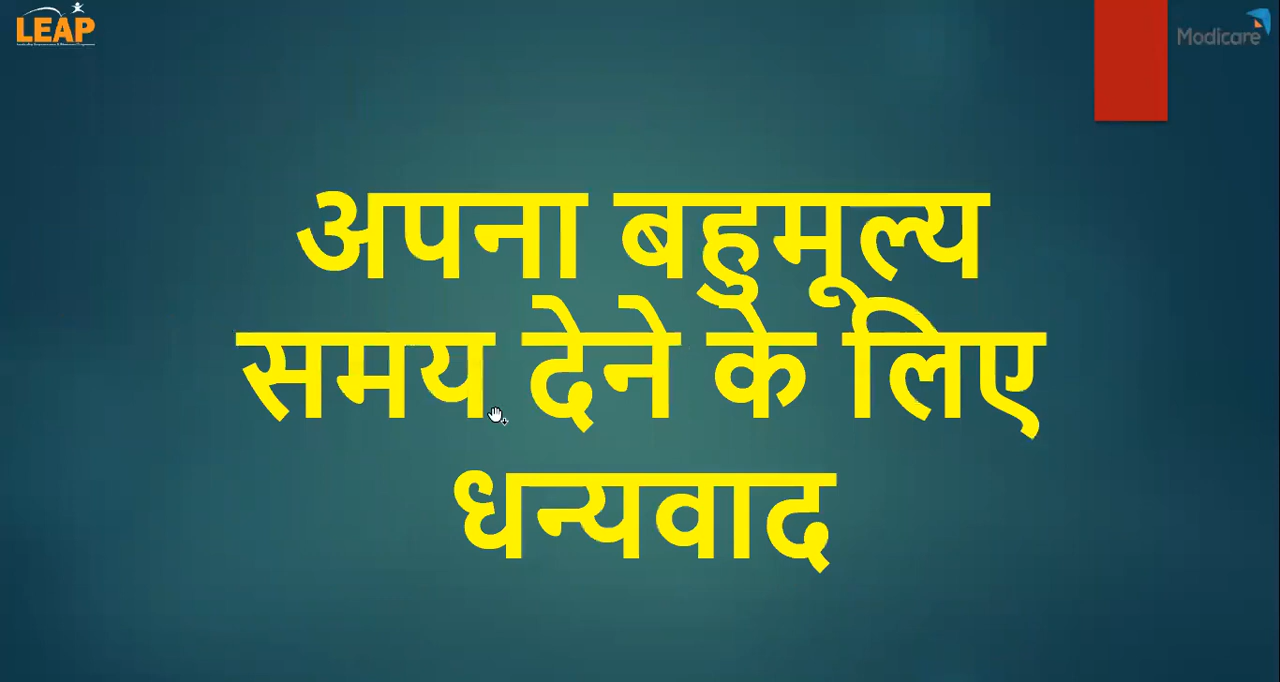 LEAP
Modicare
अपना बहुमूल्य
समय देने के लिए
धन्यवाद